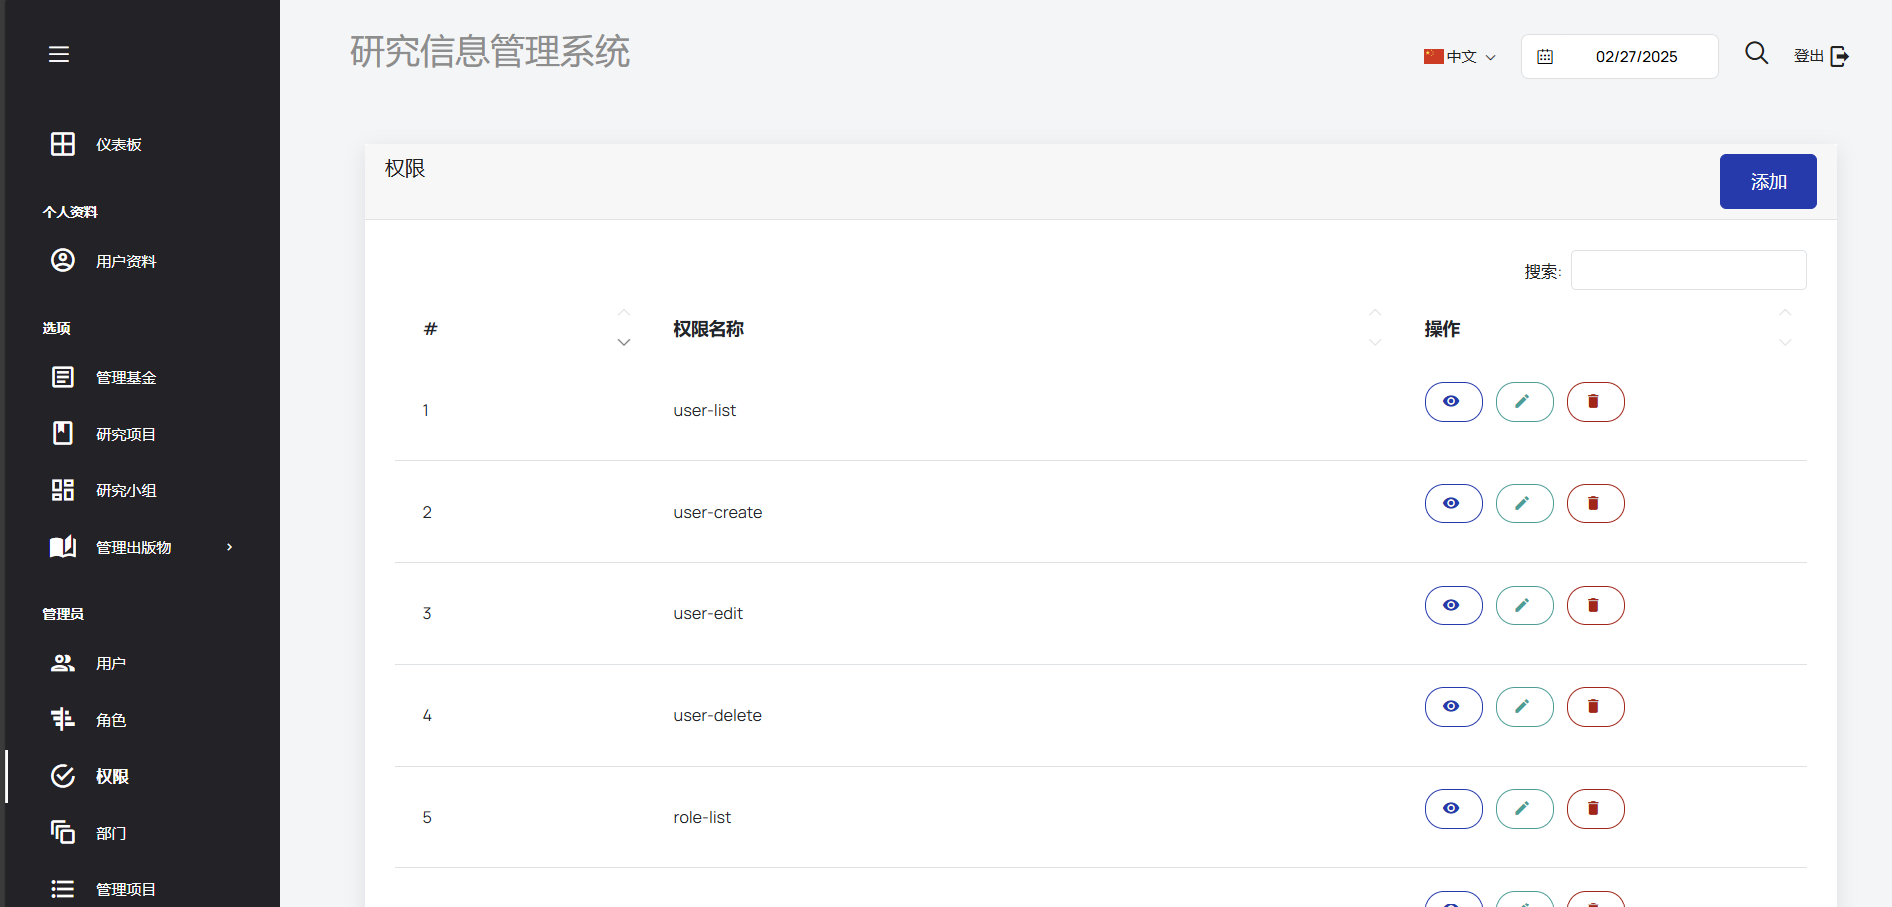 研究信息管理系统
中文
02/27/2025
登出
仪表板
个人资料
用户资料
选项
管理基金
研究项目
研究小组
管理出版物
管理员
用户
角色
权限
部门
管理项目
权限
添加
搜索:
# 权限名称 操作
1 user-list
2 user-create
3 user-edit
4 user-delete
5 role-list